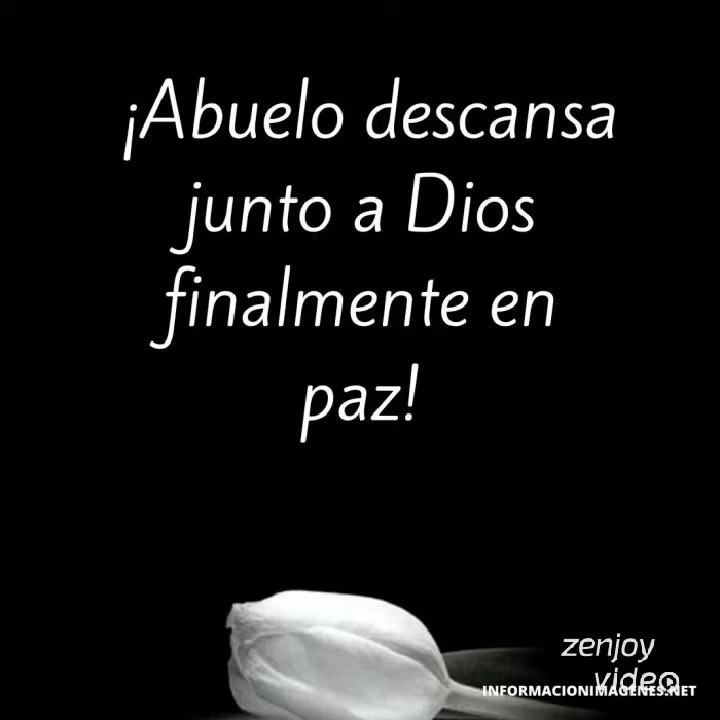 ¡Abuelo descansa
junto a Dios
finalmente en
paz!
zenjoy
video
INFORMACIONIMAGENES.NET